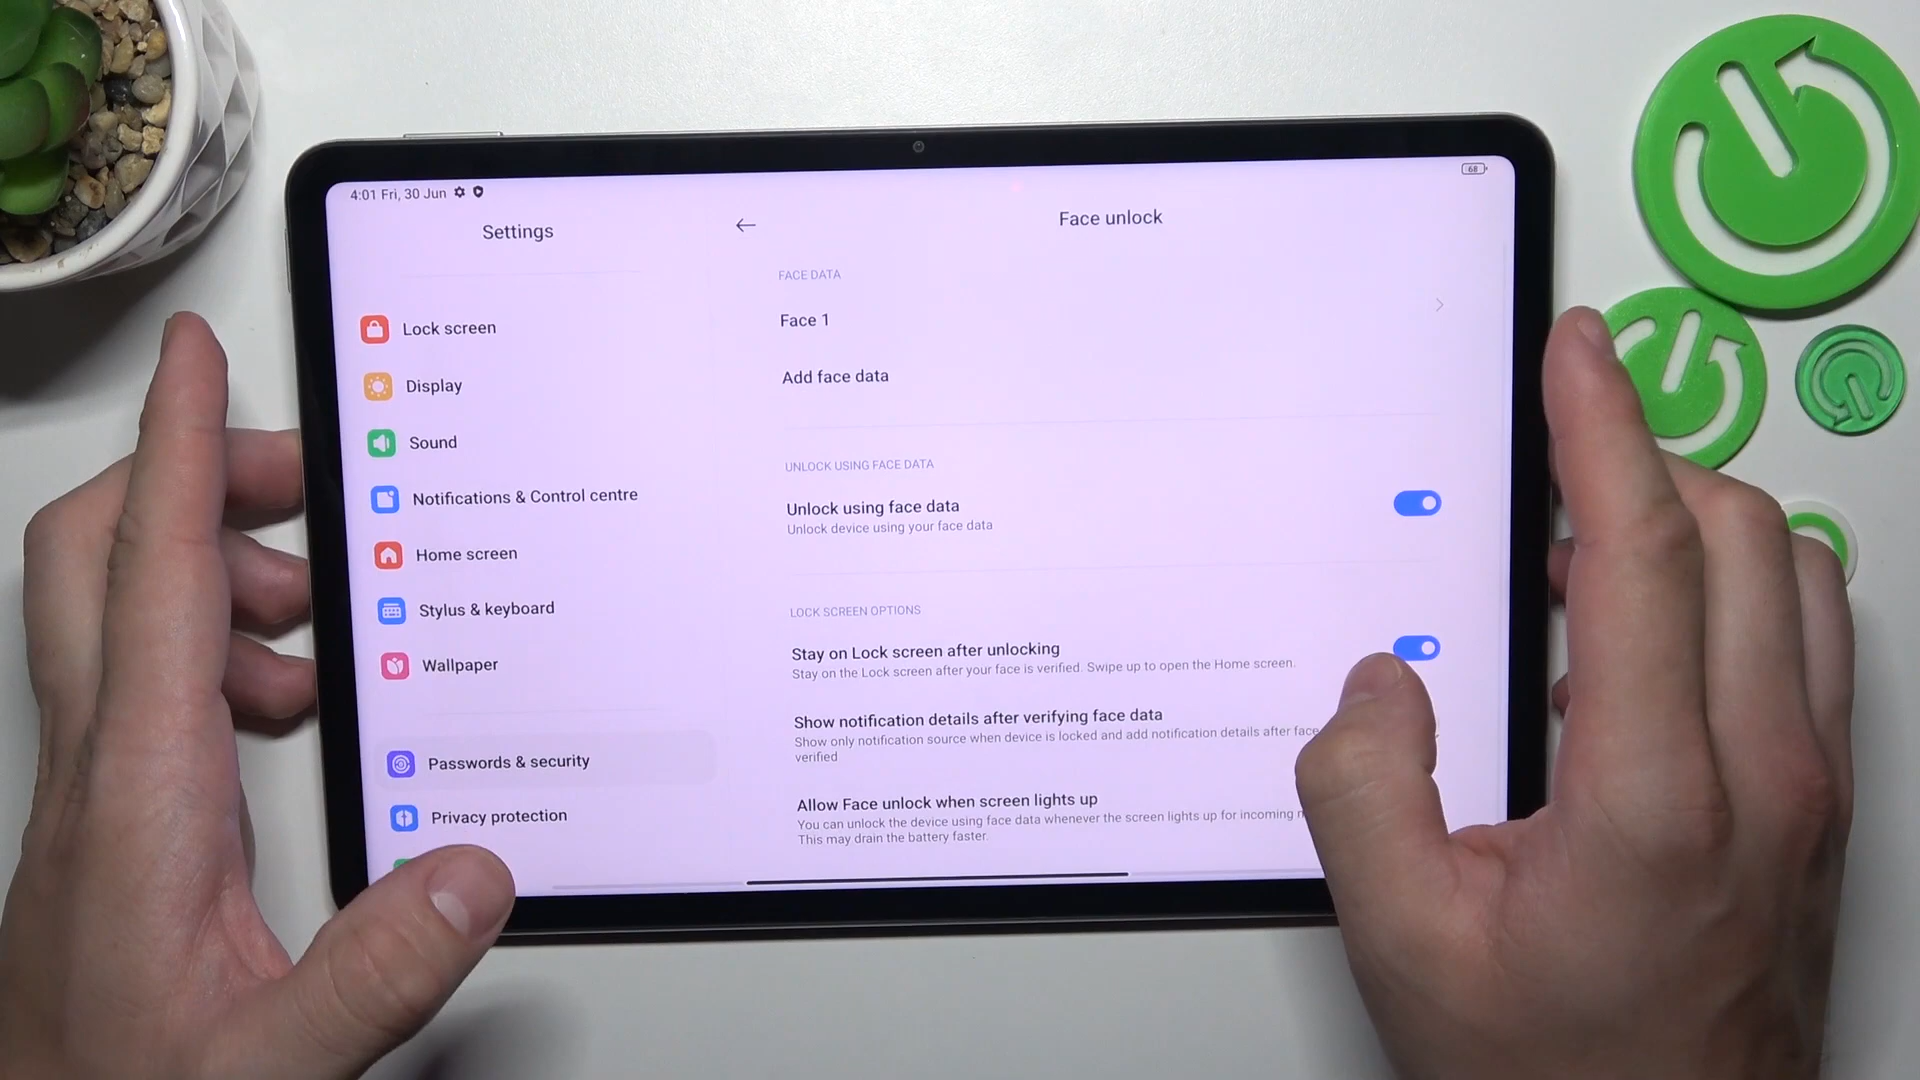 4:01 Fri, 30 Jun
68
Settings
Face unlock
FACE DATA
Face 1
Add face data
UNLOCK USING FACE DATA
Unlock using face data
Unlock device using your face data
LOCK SCREEN OPTIONS
Stay on Lock screen after unlocking
Stay on the Lock screen after your face is verified. Swipe up to open the Home screen.
Show notification details after verifying face data
Show only notification source when device is locked and add notification details after face
verified
Allow Face unlock when screen lights up
You can unlock the device using face data whenever the screen lights up for incoming
This may drain the battery faster.
Lock screen
Display
Sound
Notifications & Control centre
Home screen
Stylus & keyboard
Wallpaper
Passwords & security
Privacy protection